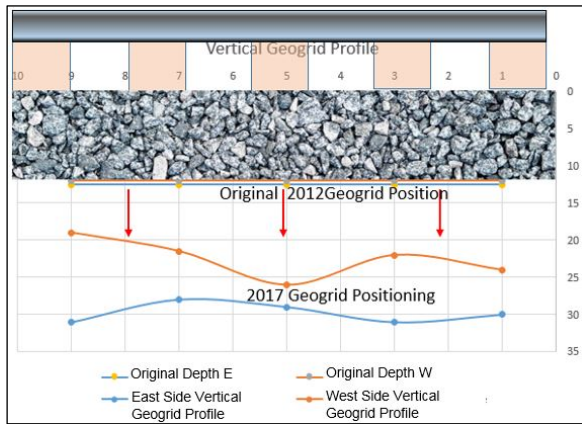 Vertical Geogrid Profile
10 9 8 7 6 5 4 3 2 1 0
0
5
10
Original 2012Geogrid Position
15
20
25
2017 Geogrid Positioning
30
35
Original Depth E
Original Depth W
East Side Vertical
Geogrid Profile
West Side Vertical
Geogrid Profile